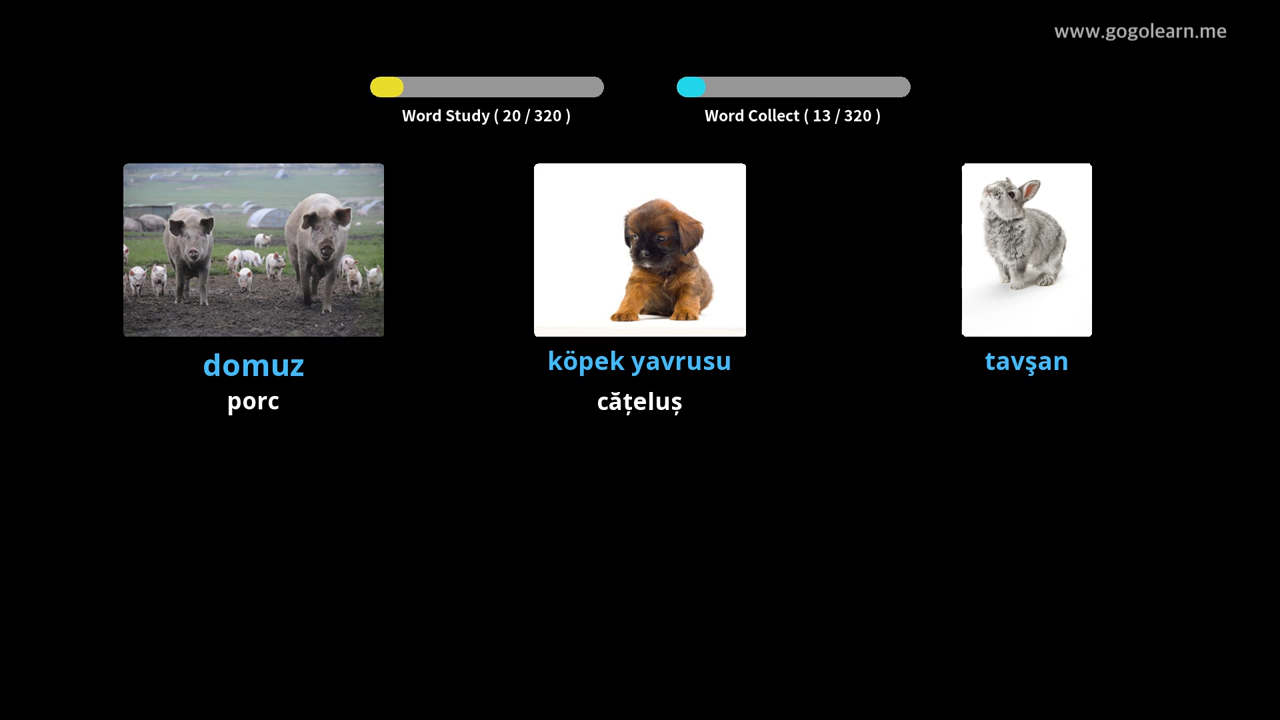 www.gogolearn.me
Word Study ( 20 / 320 )
Word Collect ( 13 / 320 )
domuz
köpek yavrusu
tavşan
porc
cățeluș